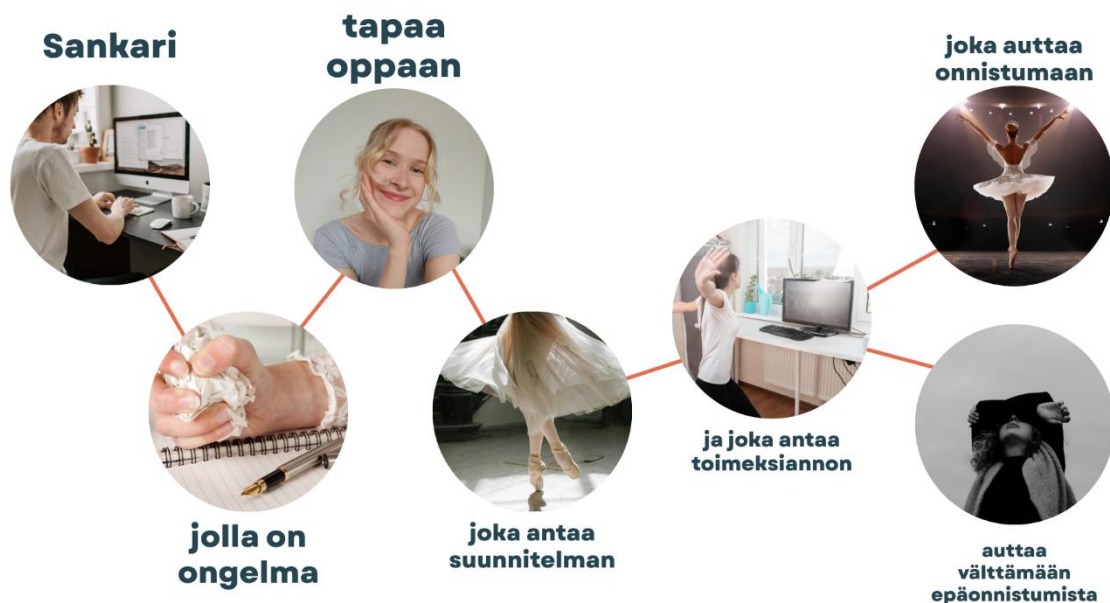 Sankari
jolla on
ongelma
tapaa
oppaan
joka antaa
suunnitelman
ja joka antaa
toimeksiannon
joka auttaa
onnistumaan
auttaa
välttämään
epäonnistumista